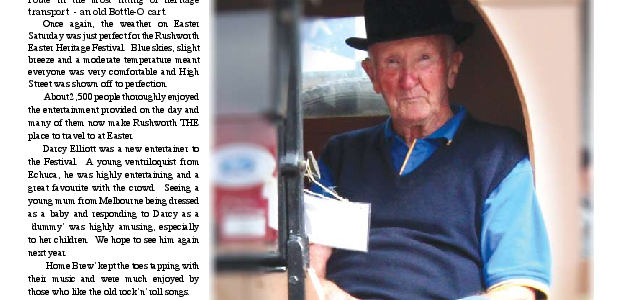 route in the most fitting of heritage
transport - an old Bottle-O cart.
Once again, the weather on Easter
Saturday was just perfect for the Rushworth
Easter Heritage Festival. Blue skies, slight
breeze and a moderate temperature meant
everyone was very comfortable and High
Street was shown off to perfection.
About 2,500 people thoroughly enjoyed
the entertainment provided on the day and
many of them now make Rushworth THE
place to travel to at Easter.
Darcy Elliott was a new entertainer to
the Festival. A young ventriloquist from
Echuca, he was highly entertaining and a
great favourite with the crowd. Seeing a
young mum from Melbourne being dressed
as a baby and responding to Darcy as a
'dummy' was highly amusing, especially
to her children. We hope to see him again
next year.
'Home Brew' kept the toes tapping with
their music and were much enjoyed by
those who like the old rock 'n' roll songs.